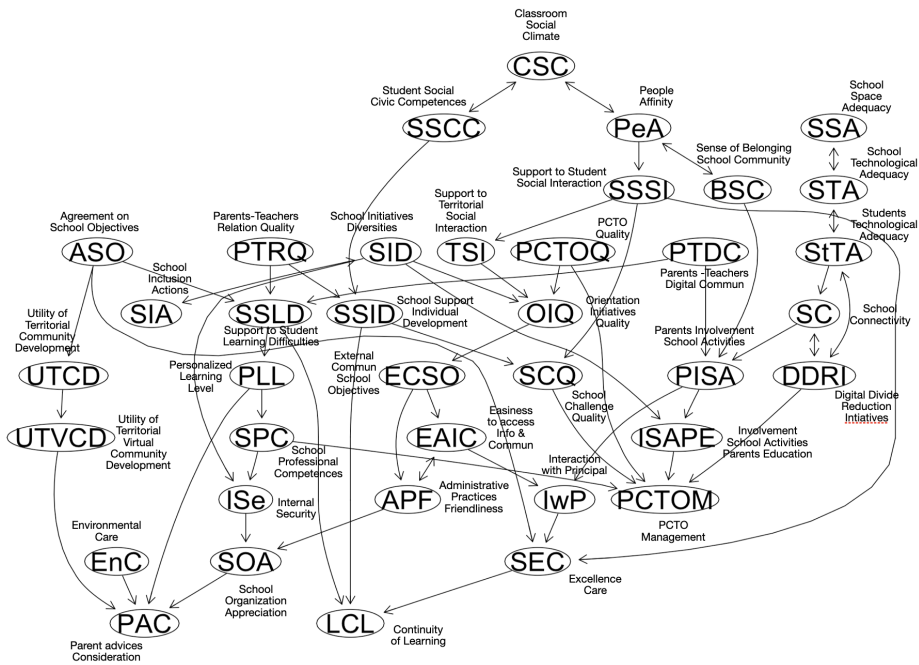 Classroom
Social
Climate
CSC
Student Social
Civic Competences
SSCC
People
Affinity
PeA
School
Space
Adequacy
SSA
Support to Student
Social Interaction
SSSI
Sense of Belonging
School Community
BSC
School
Technological
Adequacy
STA
Agreement on
School Objectives
ASO
Parents-Teachers
Relation Quality
PTRQ
School Initiatives
Diversities
SID
Support to
Territorial
Social
Interaction
TSI
PCTO
Quality
PCTOQ
PTDC
Parents -Teachers
Digital Commun
Students
Technological
Adequacy
StTA
School
Inclusion
Actions
SIA
SSLD
Support to Student
Learning Difficulties
SSID
School Support
Individual
Development
OIQ
Orientation
Initiatives
Quality
SC
School
Connectivity
Utility of
Territorial
Community
Development
UTCD
Personalized
Learning
Level
PLL
External
Commun
School
Objectives
ECSO
SCQ
School
Challenge
Quality
Parents Involvement
School Activities
PISA
DDRI
Digital Divide
Reduction
Intiatives
UTVCD
Utility of
Territorial
Virtual
Community
Development
SPC
School
Professional
Competences
EAIC
Easiness
to access
Info &
Commun
ISAPE
Involvement
School Activities
Parents Education
ISe
Internal
Security
APF
Administrative
Practices
Friendliness
Interaction
with Principal
IwP
PCTOM
PCTO
Management
Environmental
Care
EnC
SOA
School
Organization
Appreciation
SEC
Excellence
Care
PAC
Parent advices
Consideration
LCL
Continuity
of Learning